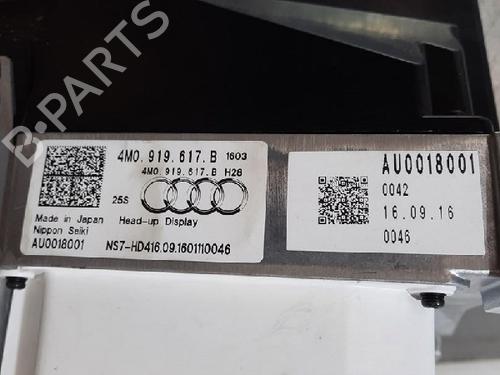 4M0.919.617.B 1603
4M0.919.617.B H26
25S
Made in Japan Head-up Display
Nippon Seiki
AU0018001 NS7-HD416.09.1601110046
AU0018001
0042
16.09.16
0046
B-PARTS